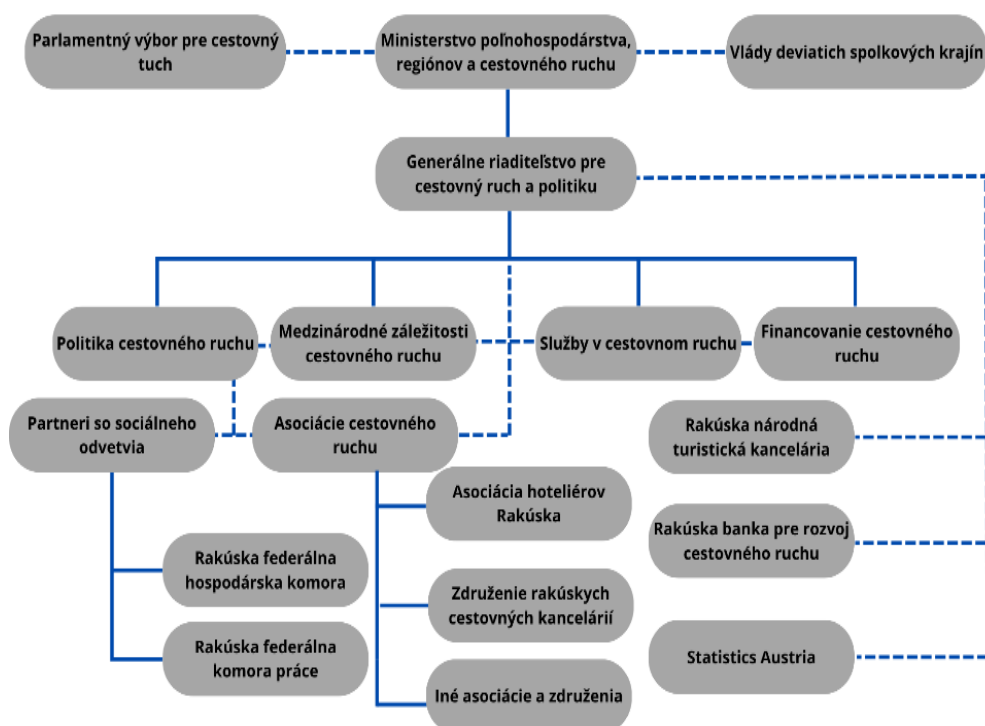 Parlamentný výbor pre cestovný
tuch
Ministerstvo poľnohospodárstva,
regiónov a cestovného ruchu
Vlády deviatich spolkových krajín
Generálne riaditeľstvo pre
cestovný ruch a politiku
Politika cestovného ruchu
Medzinárodné záležitosti
cestovného ruchu
Služby v cestovnom ruchu
Financovanie cestovného
ruchu
Partneri so sociálneho
odvetvia
Asociácie cestovného
ruchu
Rakúska národná
turistická kancelária
Asociácia hoteliérov
Rakúska
Rakúska banka pre rozvoj
cestovného ruchu
Rakúska federálna
hospodárska komora
Združenie rakúskych
cestovných kancelárií
Rakúska federálna
komora práce
Statistics Austria
Iné asociácie a združenia